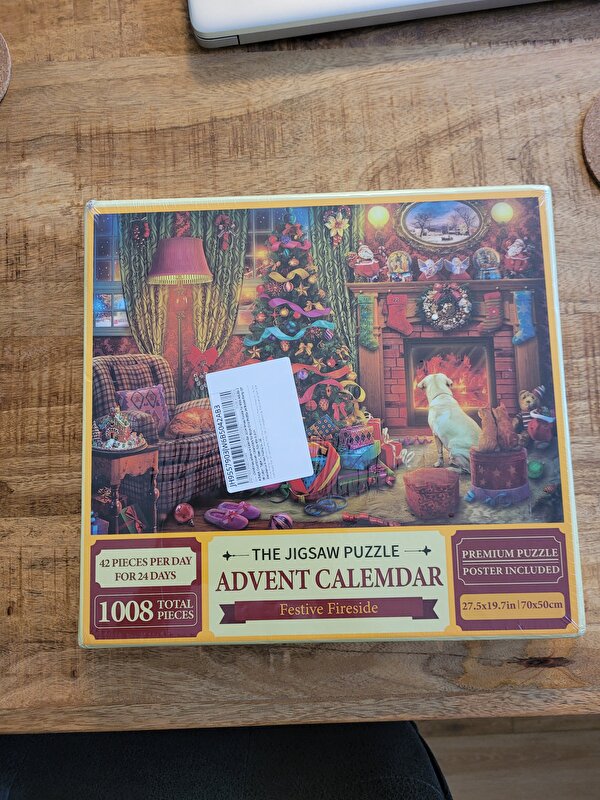 JH9557903IW8B5042AB3
42 PIECES PER DAY
FOR 24 DAYS
1008 TOTAL
PIECES
THE JIGSAW PUZZLE
ADVENT CALEMDAR
Festive Fireside
PREMIUM PUZZLE
POSTER INCLUDED
27.5x19.7in|70x50cm